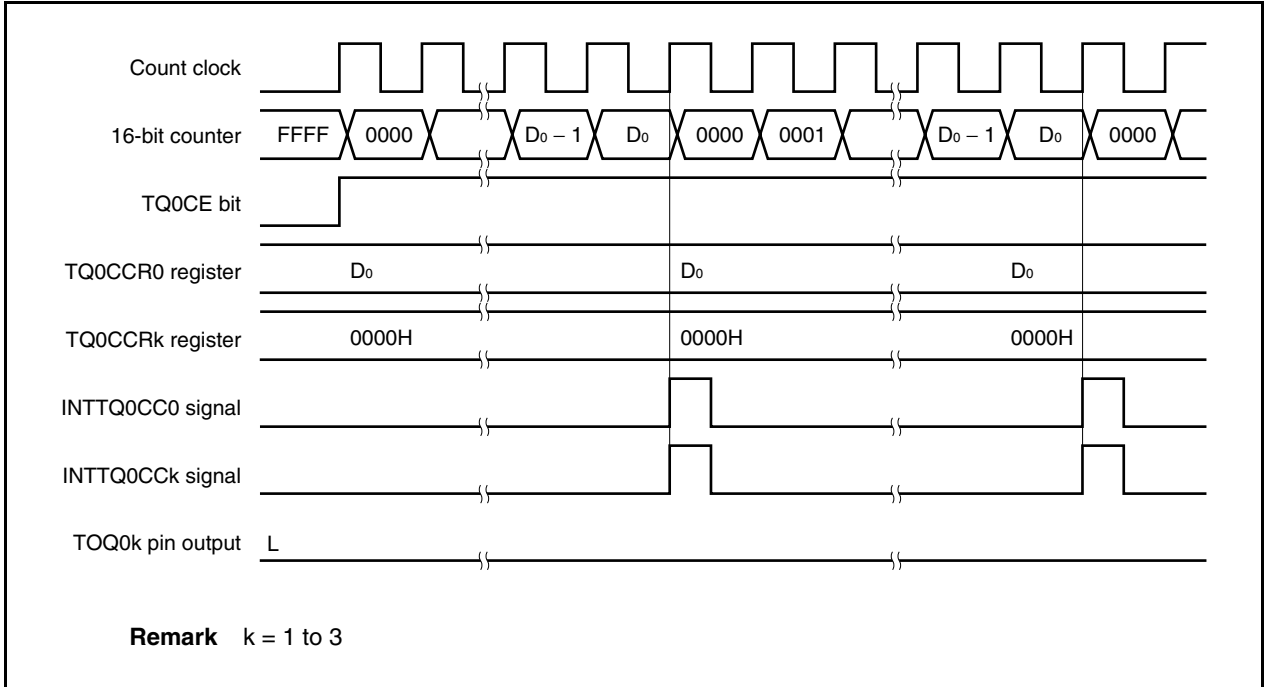 Count clock
16-bit counter FFFF 0000 D0 – 1 D0 0000 0001 D0 – 1 D0 0000
TQ0CE bit
TQ0CCR0 register D0 D0 D0
TQ0CCRk register 0000H 0000H 0000H
INTTQ0CC0 signal
INTTQ0CCk signal
TOQ0k pin output L
Remark k = 1 to 3